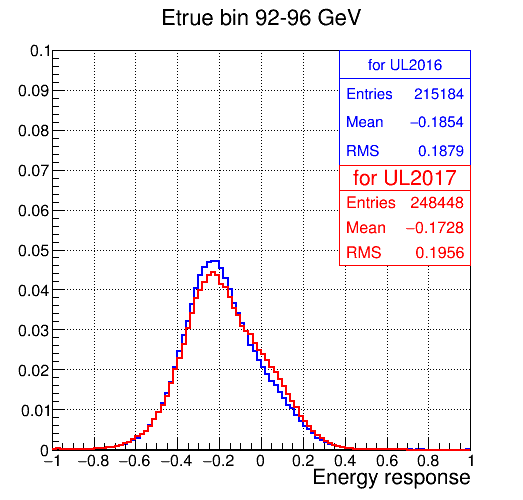 Etrue bin 92-96 GeV
for UL2016
Entries 215184
Mean −0.1854
RMS 0.1879
for UL2017
Entries 248448
Mean −0.1728
RMS 0.1956
0.1
0.09
0.08
0.07
0.06
0.05
0.04
0.03
0.02
0.01
0
−1 −0.8 −0.6 −0.4 −0.2 0 0.2 0.4 0.6 0.8 1
Energy response